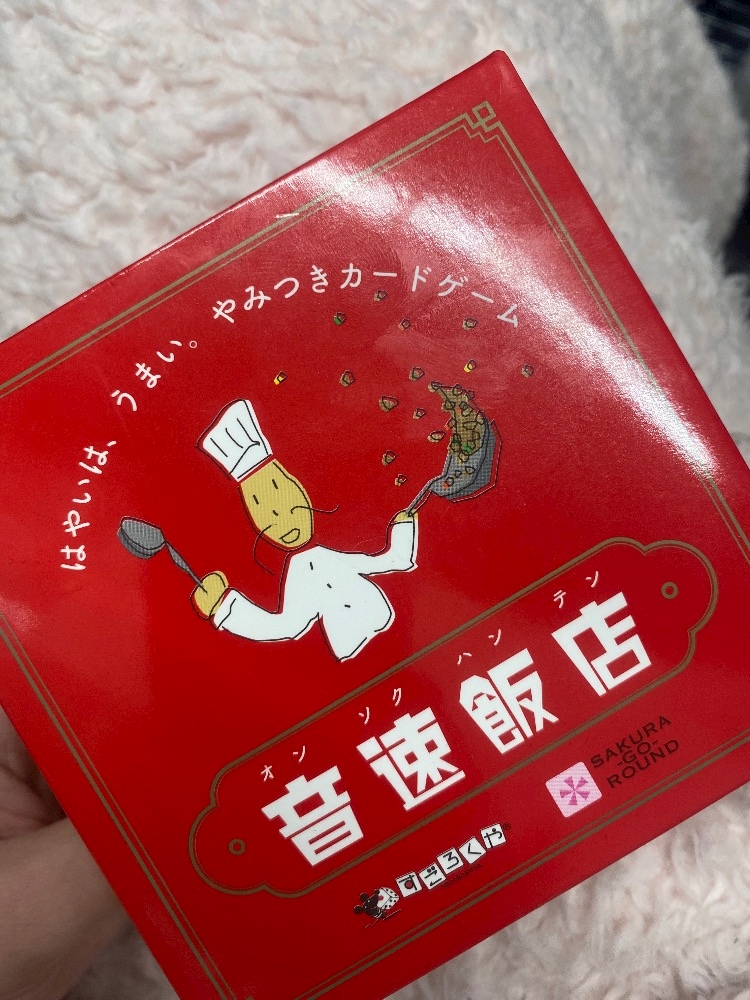 はやいは、うまい。やみつきカードゲーム
オン ソク ハン テン
音速飯店
すごろくや®
SAKURA
-GO-
ROUND